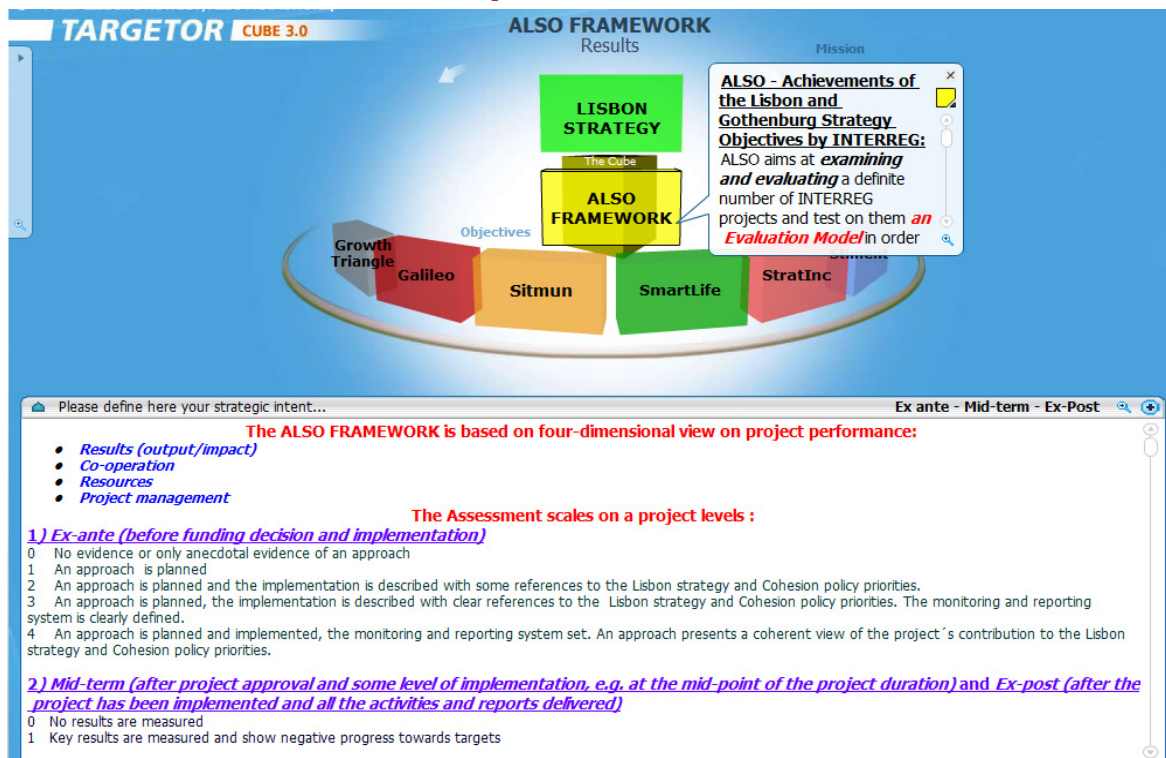 TARGETOR CUBE 3.0
ALSO FRAMEWORK
Results
Mission
LISBON
STRATEGY
The Cube
ALSO
FRAMEWORK
Objectives
Growth
Triangle
Galileo
Sitmun
SmartLife
StratInc
ALSO - Achievements of
the Lisbon and
Gothenburg Strategy
Objectives by INTERREG:
ALSO aims at examining
and evaluating a definite
number of INTERREG
projects and test on them an
Evaluation Model in order
Please define here your strategic intent...
Ex ante - Mid-term - Ex-Post
The ALSO FRAMEWORK is based on four-dimensional view on project performance:
● Results (output/impact)
● Co-operation
● Resources
● Project management
The Assessment scales on a project levels :
1) Ex-ante (before funding decision and implementation)
0 No evidence or only anecdotal evidence of an approach
1 An approach is planned
2 An approach is planned and the implementation is described with some references to the Lisbon strategy and Cohesion policy priorities.
3 An approach is planned, the implementation is described with clear references to the Lisbon strategy and Cohesion policy priorities. The monitoring and reporting
system is clearly defined.
4 An approach is planned and implemented, the monitoring and reporting system set. An approach presents a coherent view of the project´s contribution to the Lisbon
strategy and Cohesion policy priorities.
2) Mid-term (after project approval and some level of implementation, e.g. at the mid-point of the project duration) and Ex-post (after the
project has been implemented and all the activities and reports delivered)
0 No results are measured
1 Key results are measured and show negative progress towards targets